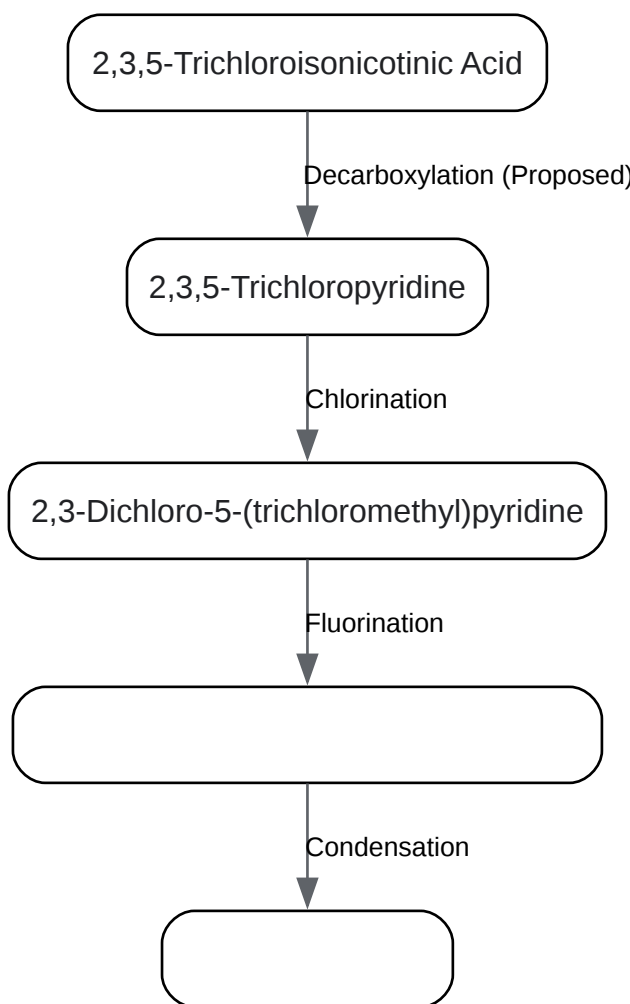 2,3,5-Trichloroisonicotinic Acid
Decarboxylation (Proposed)
2,3,5-Trichloropyridine
Chlorination
2,3-Dichloro-5-(trichloromethyl)pyridine
Fluorination
Condensation